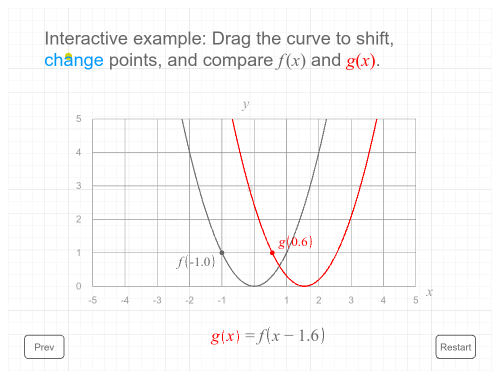 Interactive example: Drag the curve to shift,
change points, and compare f(x) and g(x).
y
5
4
3
2
1
0
g(0.6)
f(-1.0)
-5 -4 -3 -2 -1 1 2 3 4 5 x
g(x) = f(x − 1.6)
Prev
Restart